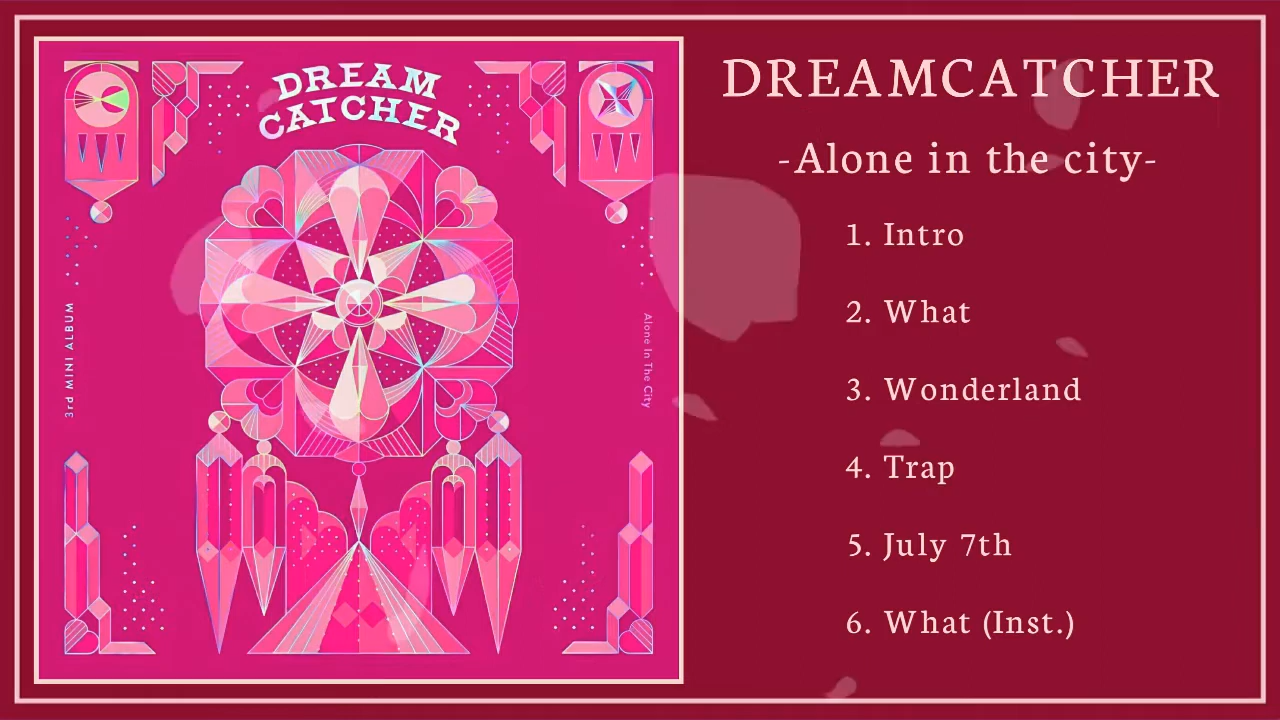 DREAM
CATCHER
3rd MINI ALBUM
Alone In The City
DREAMCATCHER
-Alone in the city-
1. Intro
2. What
3. Wonderland
4. Trap
5. July 7th
6. What (Inst.)